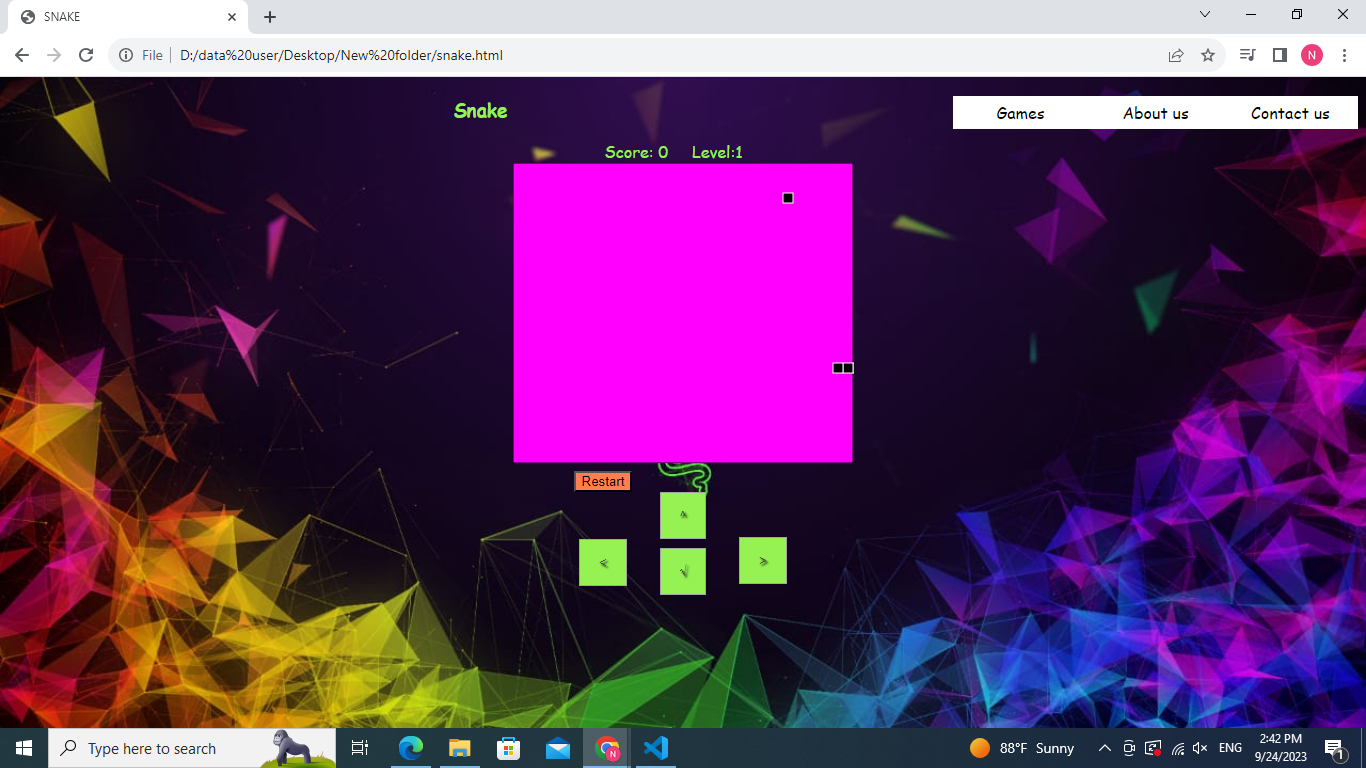 SNAKE
File
D:/data%20user/Desktop/New%20folder/snake.html
N
Snake
Games
About us
Contact us
Score: 0
Level:1
Restart
^
<
>
Type here to search
N
88°F Sunny
ENG
2:42 PM
9/24/2023
1